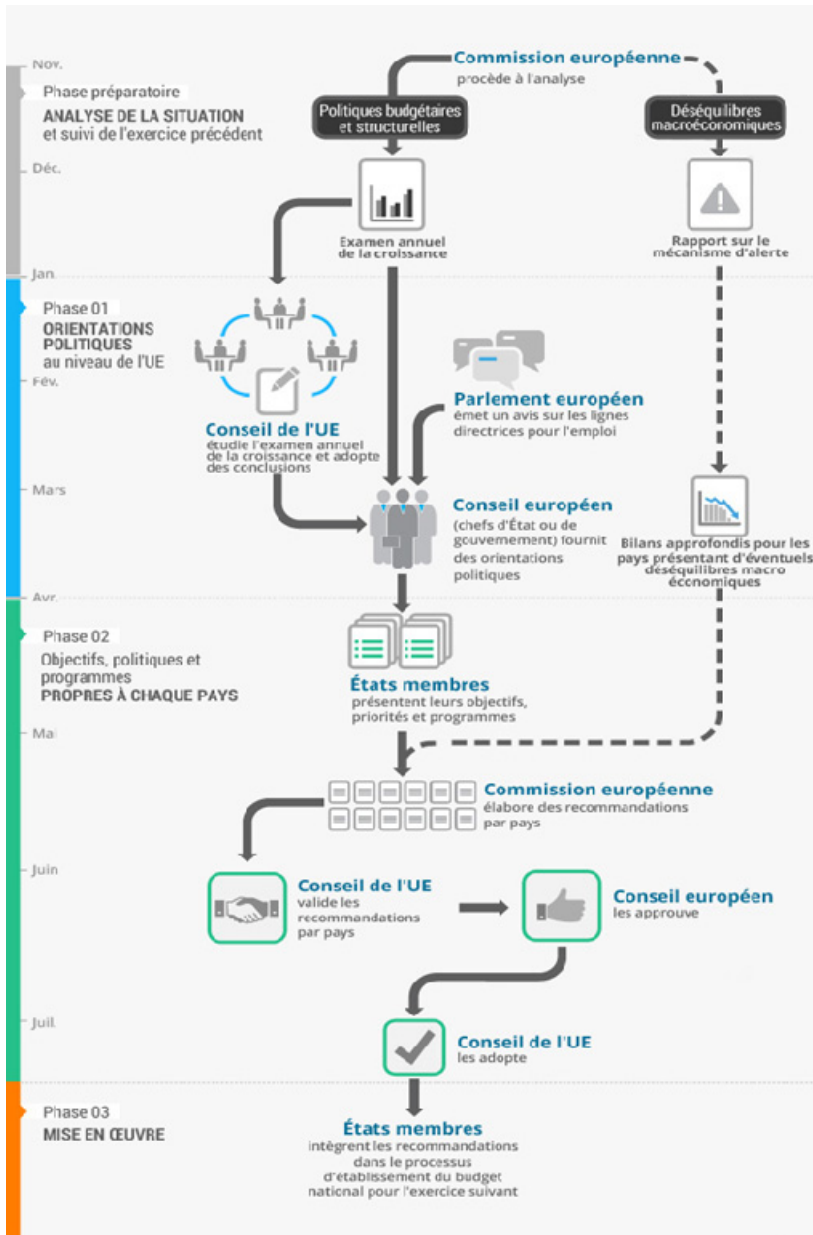 Nov.
Commission européenne
procède à l'analyse
Phase préparatoire
ANALYSE DE LA SITUATION
et suivi de l'exercice précédent
Politiques budgétaires
et structurelles
Déséquilibres
macroéconomiques
Déc.
Examen annuel
de la croissance
Rapport sur le
mécanisme d'alerte
Jan.
Phase 01
ORIENTATIONS
POLITIQUES
au niveau de l'UE
Fév.
Parlement européen
émet un avis sur les lignes
directrices pour l'emploi
Conseil de l'UE
étudie l'examen annuel
de la croissance et adopte
des conclusions
Mars
Conseil européen
(chefs d'État ou de
gouvernement) fournit
des orientations
politiques
Bilans approfondis pour les
pays présentant d'éventuels
déséquilibres macro
économiques
Avr.
Phase 02
Objectifs, politiques et
programmes
PROPRES À CHAQUE PAYS
États membres
présentent leurs objectifs,
priorités et programmes
Mai
Commission européenne
élabore des recommandations
par pays
Juin
Conseil de l'UE
valide les
recommandations
par pays
Conseil européen
les approuve
Juil.
Conseil de l'UE
les adopte
Phase 03
MISE EN ŒUVRE
États membres
intègrent les recommandations
dans le processus
d'établissement du budget
national pour l'exercice suivant